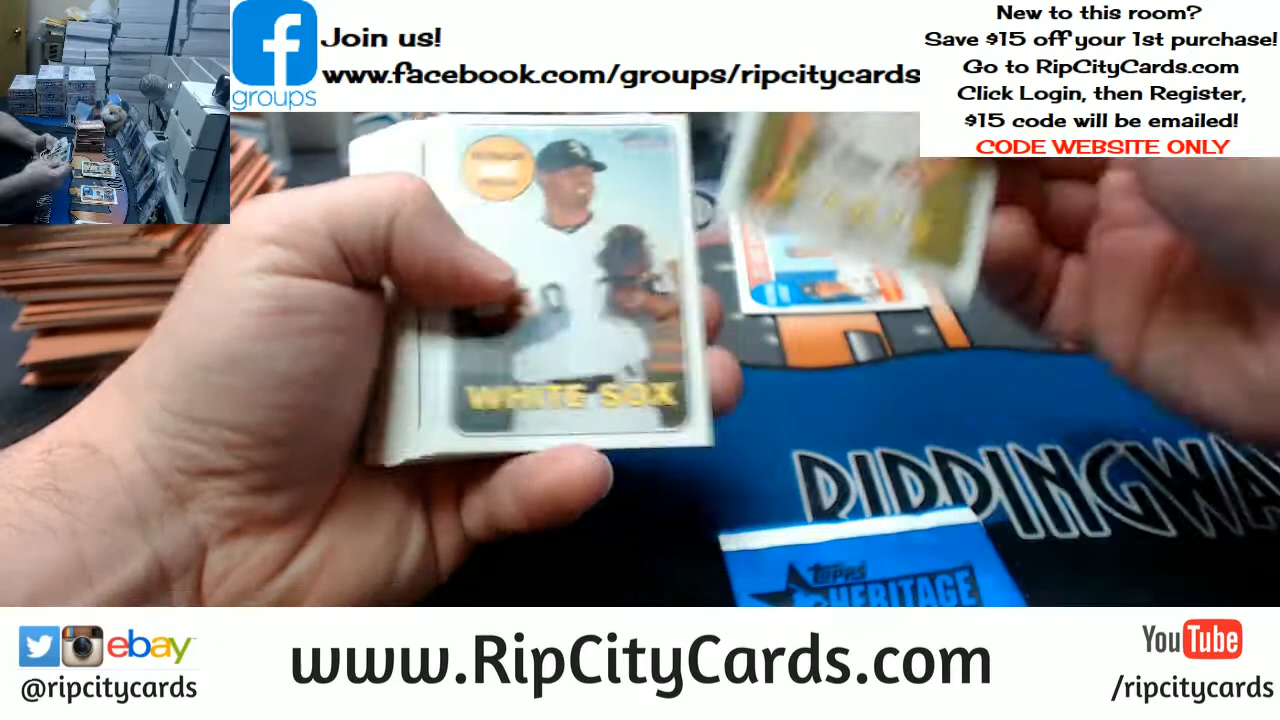 Join us!
www.facebook.com/groups/ripcitycards
groups
New to this room?
Save $15 off your 1st purchase!
Go to RipCityCards.com
Click Login, then Register,
$15 code will be emailed!
CODE WEBSITE ONLY
WHITE SOX
RIPPINGWA
TOPPS
HERITAGE
ebay
@ripcitycards
www.RipCityCards.com
YouTube
/ripcitycards